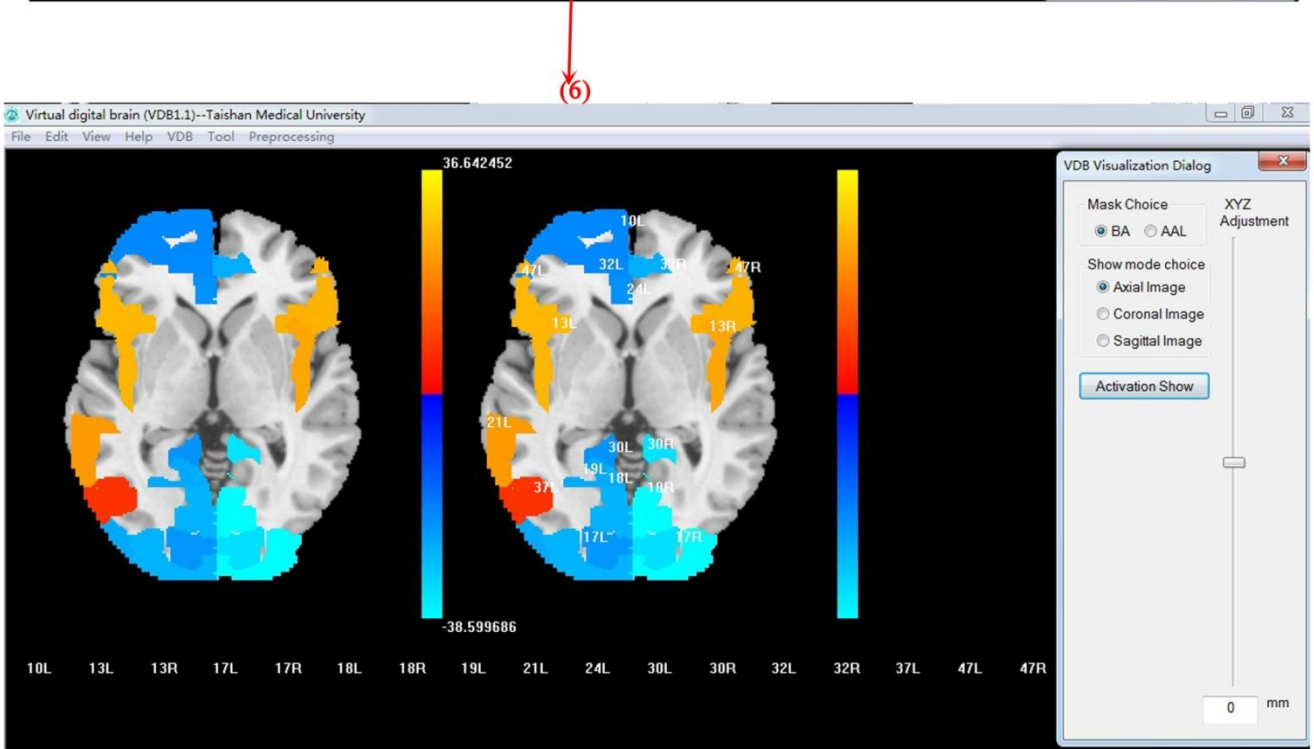 (6)
Virtual digital brain (VDB1.1)--Taishan Medical University
File Edit View Help VDB Tool Preprocessing
36.642452
-38.599686
10L
32L 32R
47L 47R
24L
13L 13R
21L
30L 30R
19L
18L 18R
37L
17L 17R
10L 13L 13R 17L 17R 18L 18R 19L 21L 24L 30L 30R 32L 32R 37L 47L 47R
VDB Visualization Dialog
Mask Choice
BA AAL
Show mode choice
Axial Image
Coronal Image
Sagittal Image
Activation Show
XYZ
Adjustment
0 mm